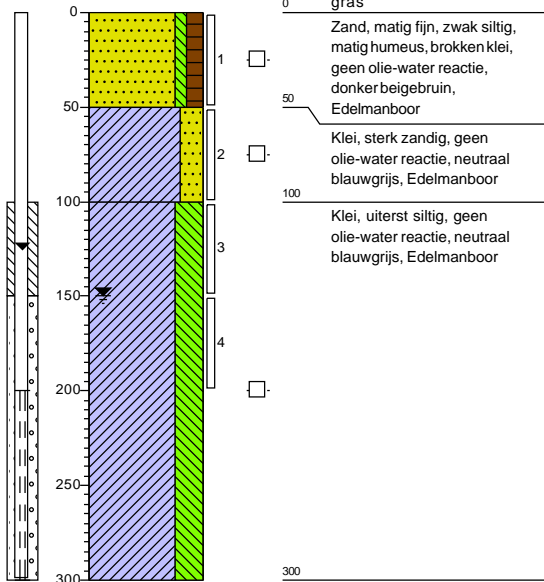 0
50
100
150
200
250
300
1
2
3
4
0
gras
Zand, matig fijn, zwak siltig,
matig humeus, brokken klei,
geen olie-water reactie,
donker beigebruin,
Edelmanboor
50
Klei, sterk zandig, geen
olie-water reactie, neutraal
blauwgrijs, Edelmanboor
100
Klei, uiterst siltig, geen
olie-water reactie, neutraal
blauwgrijs, Edelmanboor
300